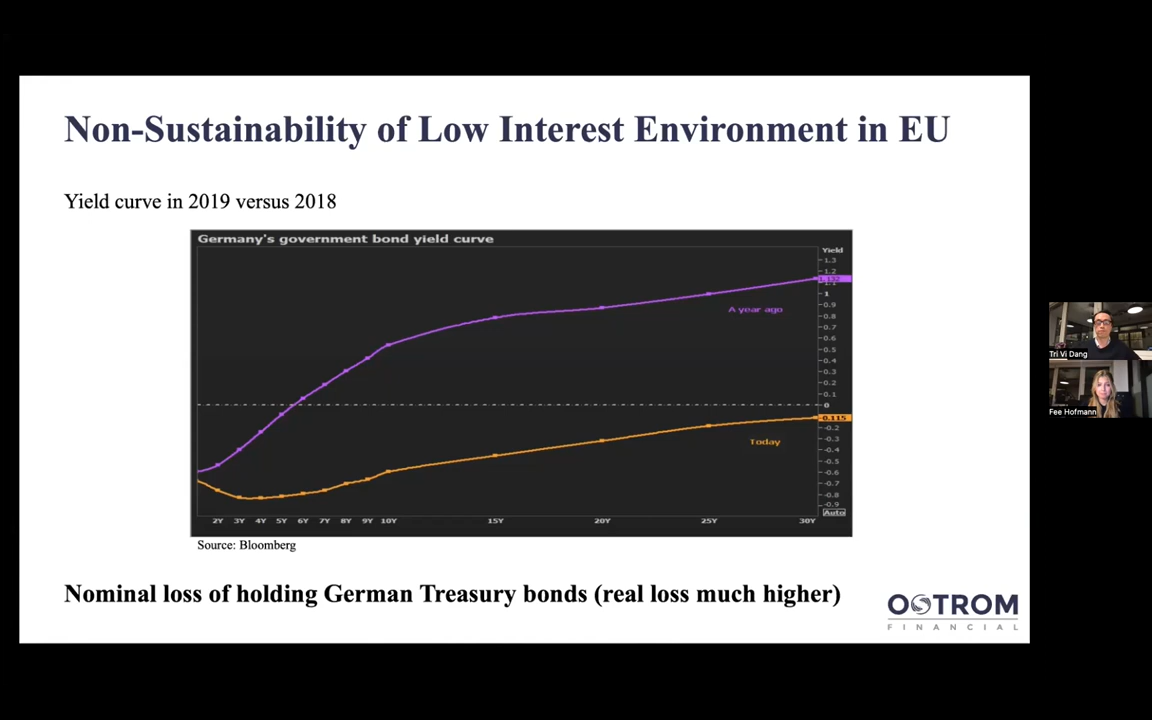 Non-Sustainability of Low Interest Environment in EU
Yield curve in 2019 versus 2018
Germany's government bond yield curve
Yield
1.3
1.2
1.1
1
0.9
0.8
0.7
0.6
0.5
0.4
0.3
0.2
0.1
0
-0.115
-0.2
-0.3
-0.4
-0.5
-0.6
-0.7
-0.8
-0.9
Auto
A year ago
Today
2Y 3Y 4Y 5Y 6Y 7Y 8Y 9Y 10Y 15Y 20Y 25Y 30Y
Source: Bloomberg
Nominal loss of holding German Treasury bonds (real loss much higher)
OSTROM
FINANCIAL
Tri Vi Dang
Fee Hofmann